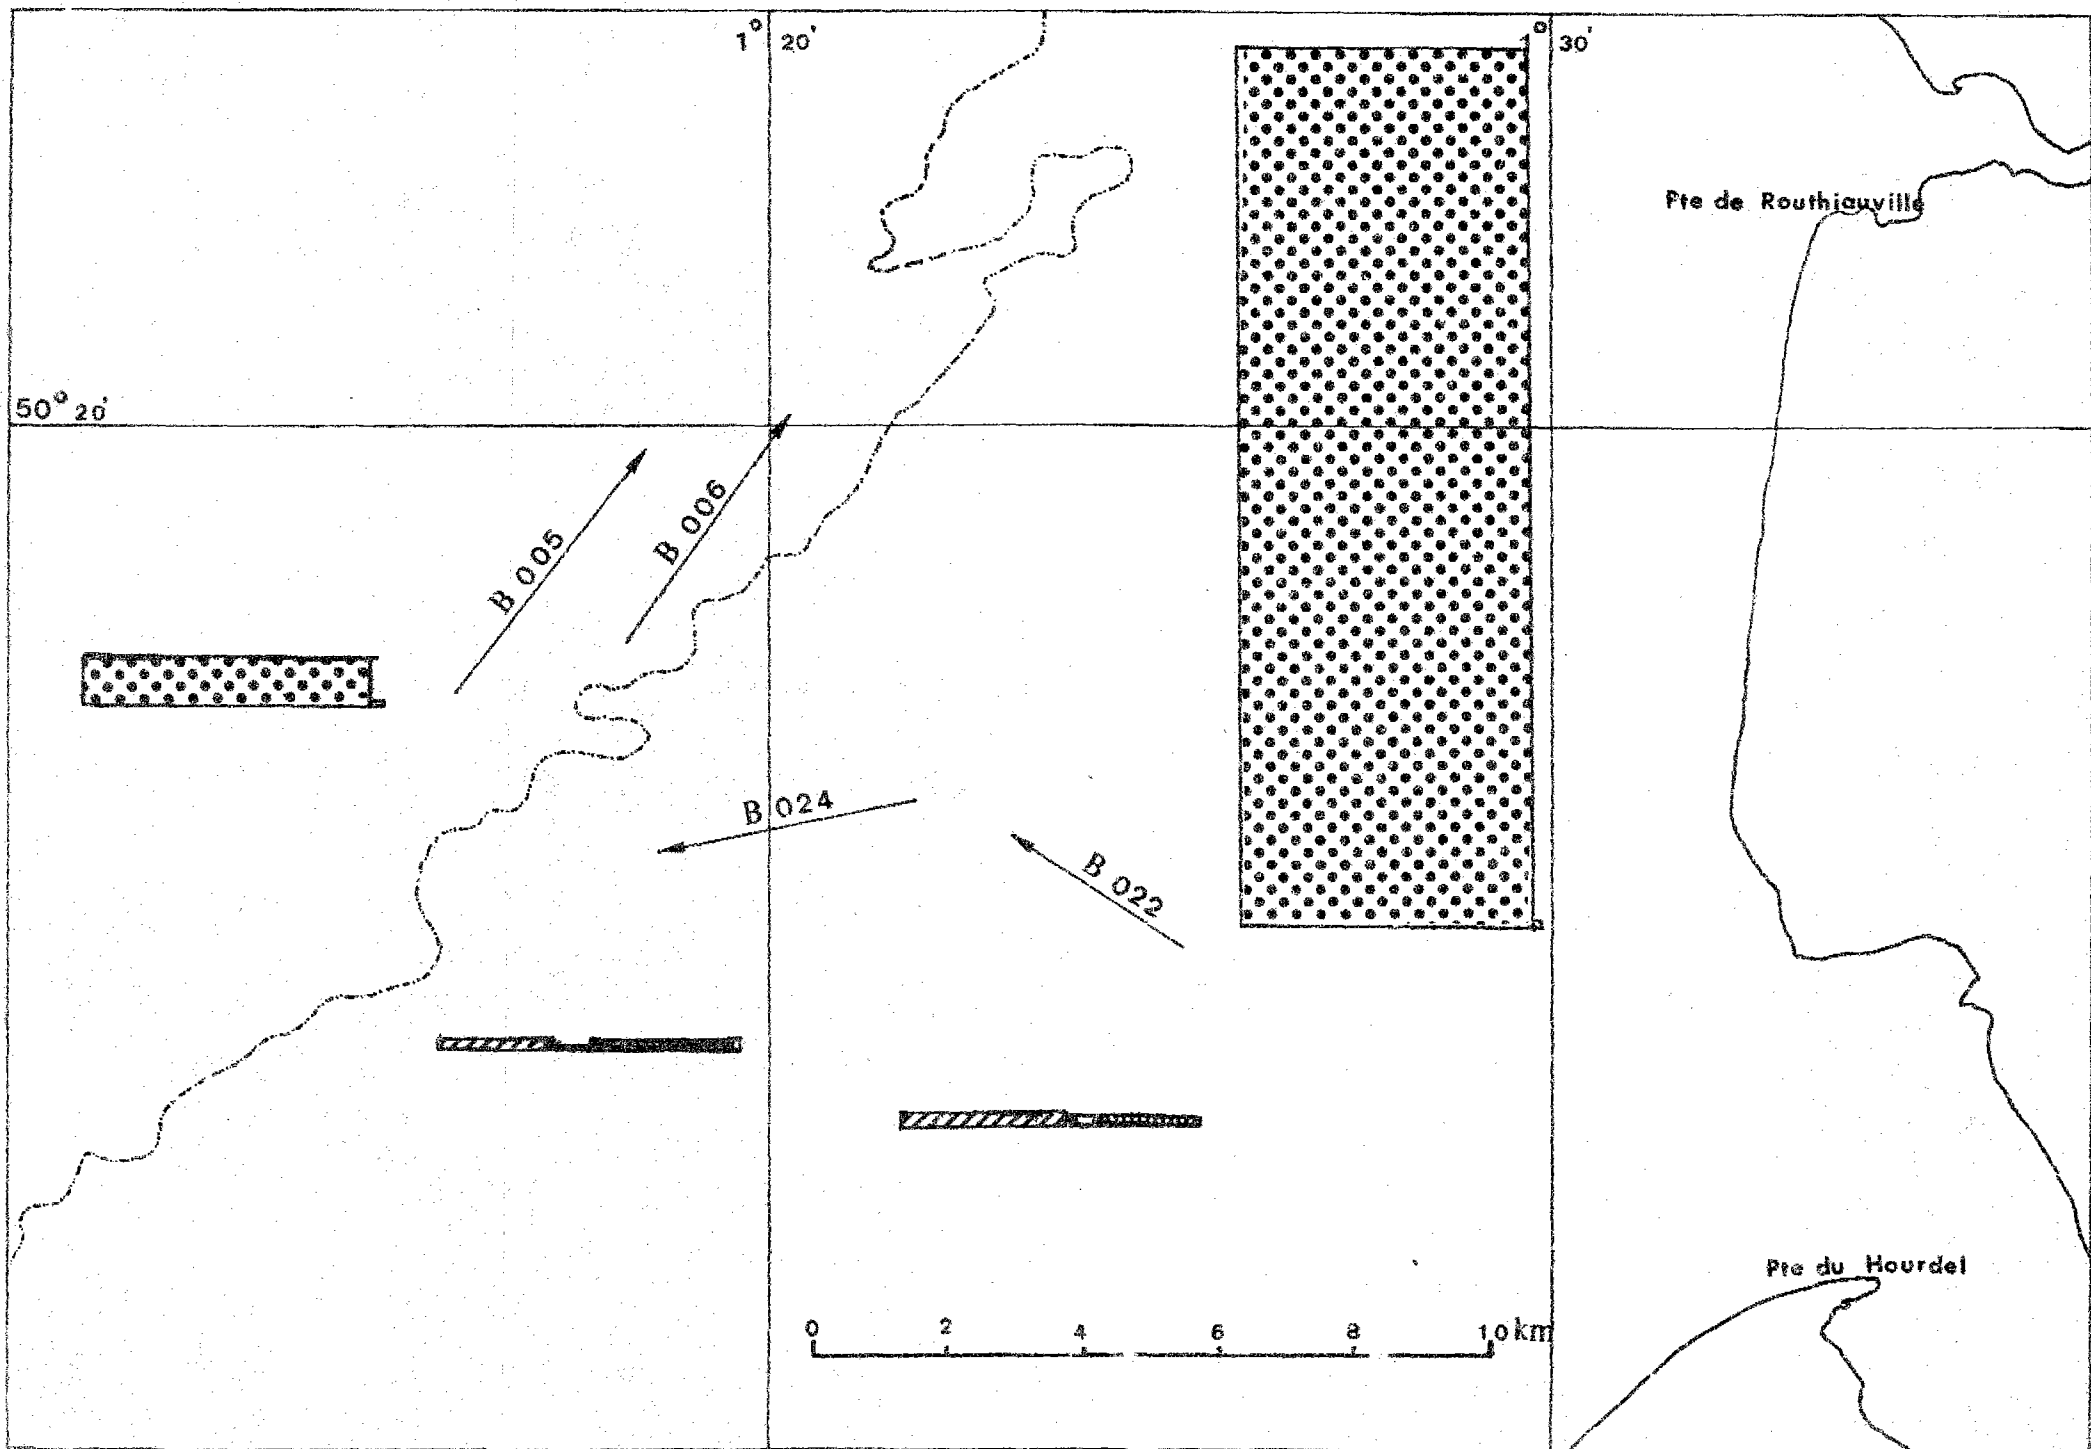 1° 20'
1° 30'
Pte de Routhiauville
50° 20'
B 005
B 006
B 024
B 022
Pte du Hourdel
0 2 4 6 8 10 km